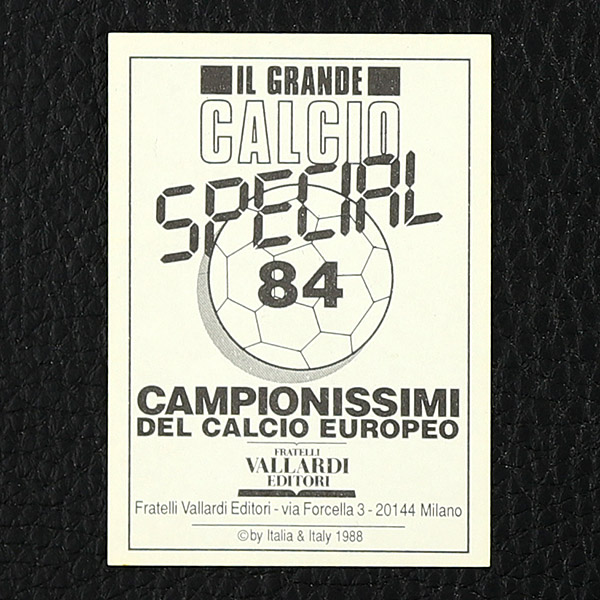 IL GRANDE
CALCIO
SPECIAL
84
CAMPIONISSIMI
DEL CALCIO EUROPEO
FRATELLI
VALLARDI
EDITORI
Fratelli Vallardi Editori - via Forcella 3 - 20144 Milano
©by Italia & Italy 1988